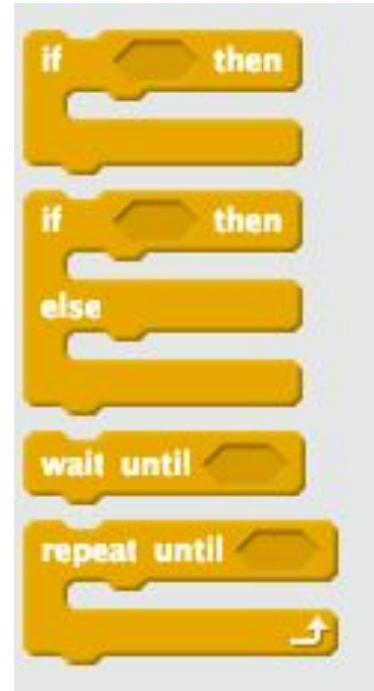 if then
if then
else
wait until
repeat until